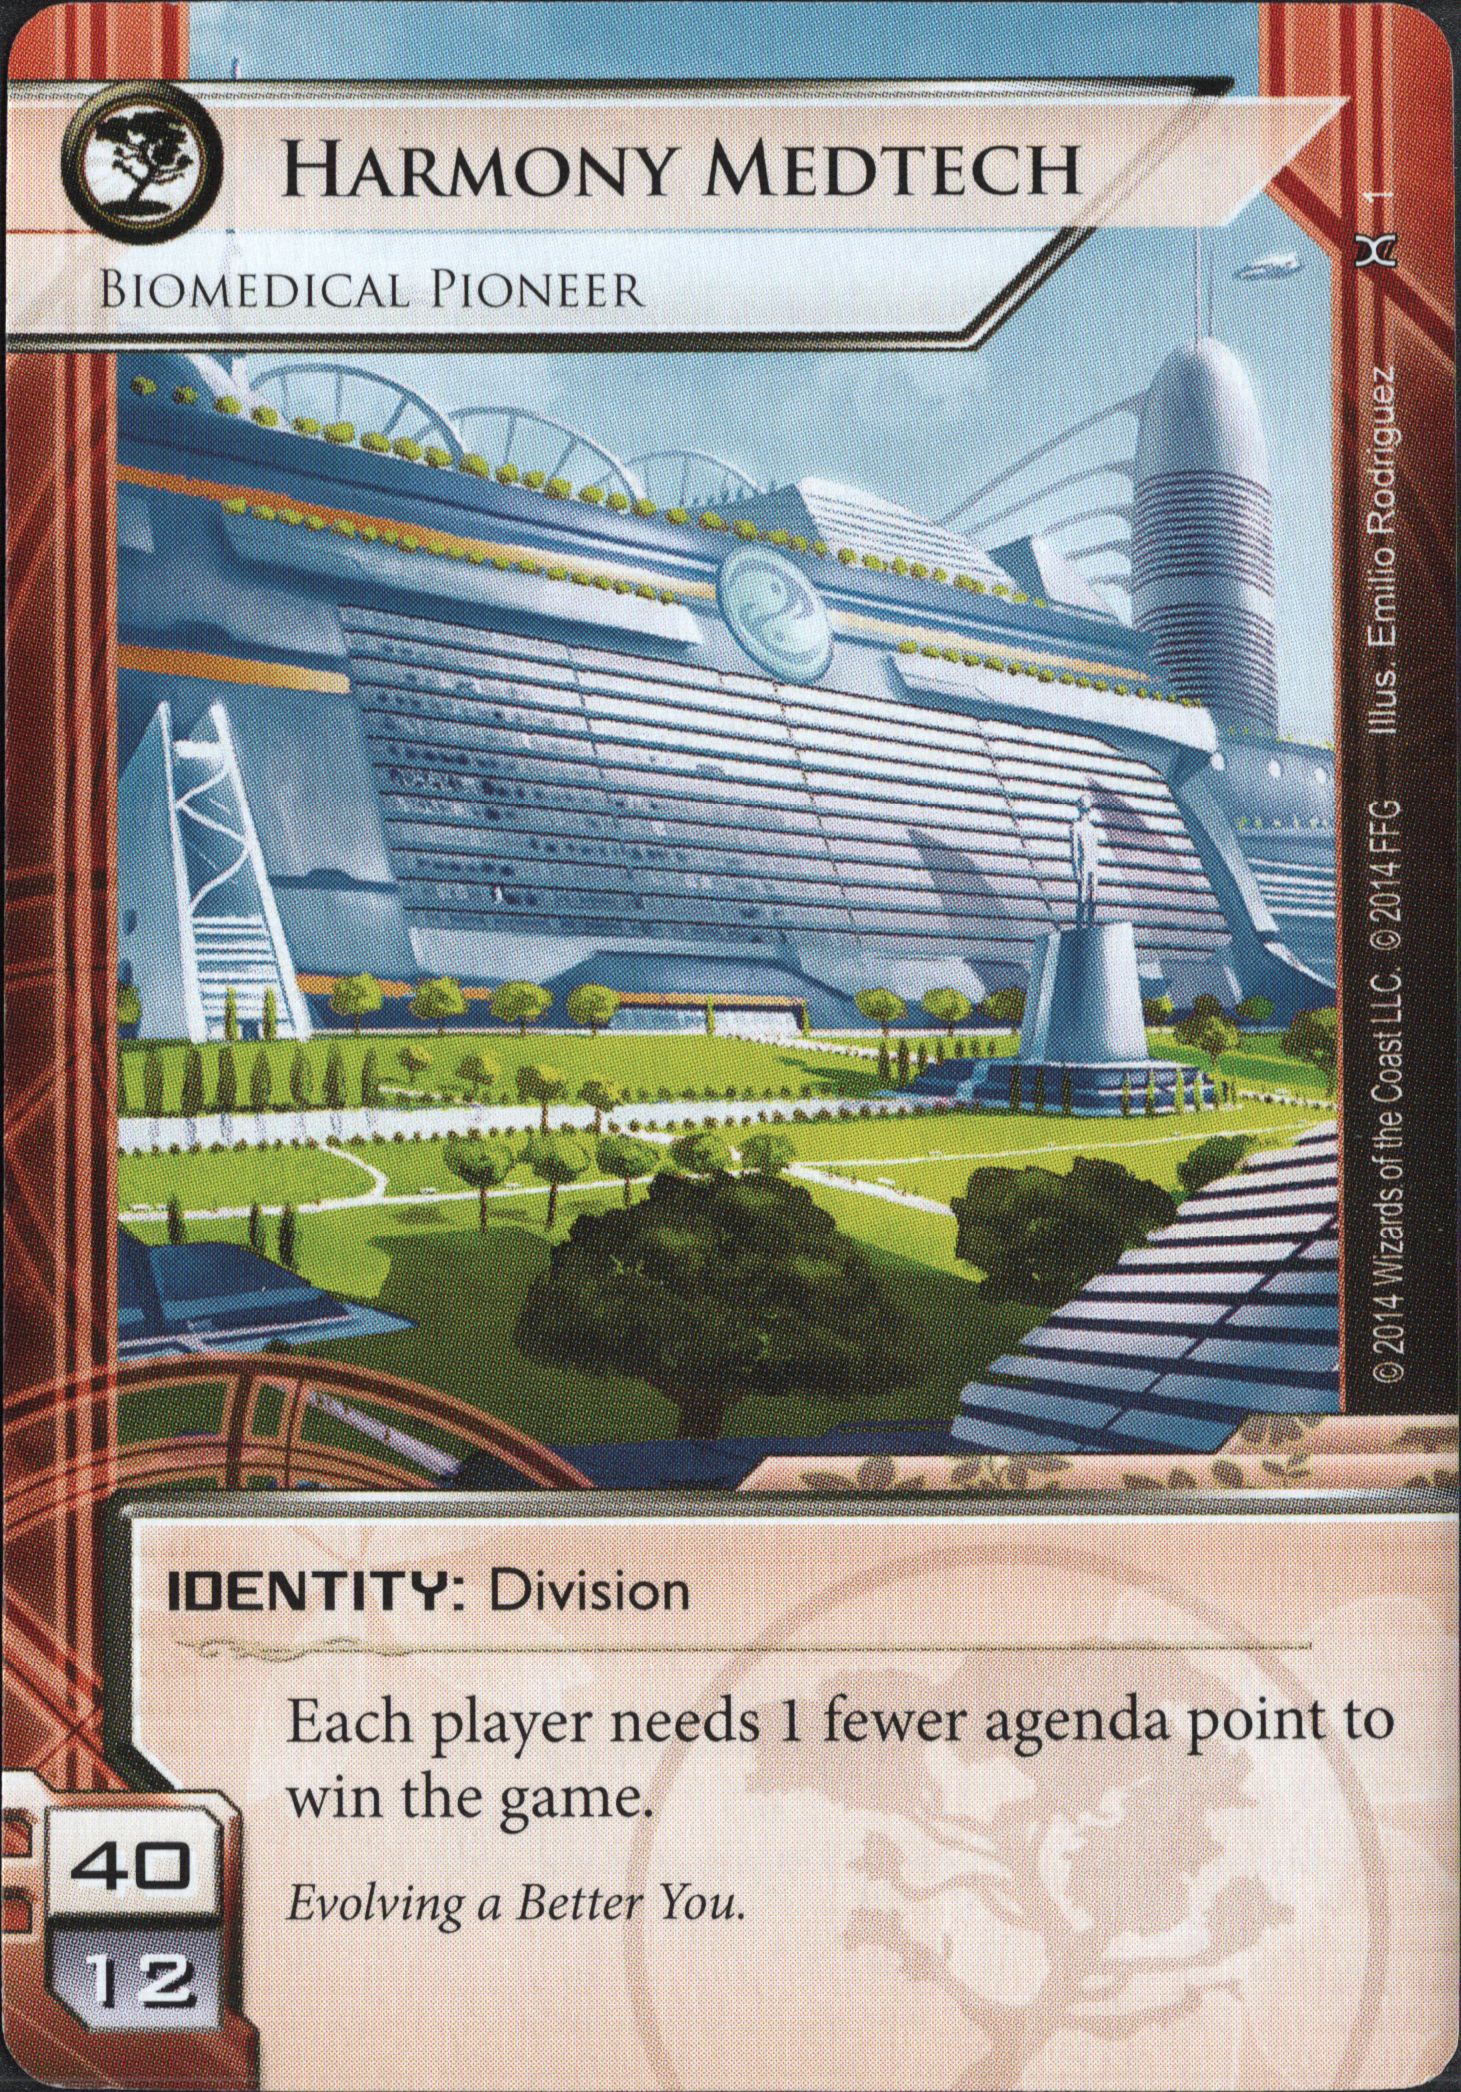 HARMONY MEDTECH
BIOMEDICAL PIONEER
1
Illus. Emilio Rodriguez
© 2014 Wizards of the Coast LLC. © 2014 FFG
IDENTITY: Division
Each player needs 1 fewer agenda point to
win the game.
Evolving a Better You.
40
12